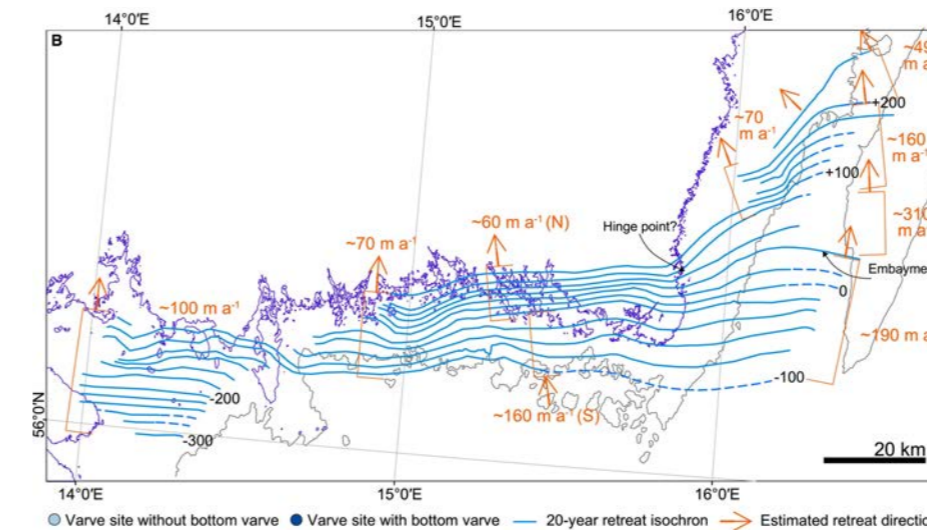 14°0′E
15°0′E
16°0′E
B
~49
m a
+200
~70
m a⁻¹
~160
m a⁻¹
+100
~60 m a⁻¹ (N)
Hinge point?
~310
m a
~70 m a⁻¹
Embayme
0
~100 m a⁻¹
~190 m a
-100
-200
~160 m a⁻¹ (S)
56°0′N
-300
20 km
14°0′E
15°0′E
16°0′E
Varve site without bottom varve Varve site with bottom varve 20-year retreat isochron Estimated retreat directio